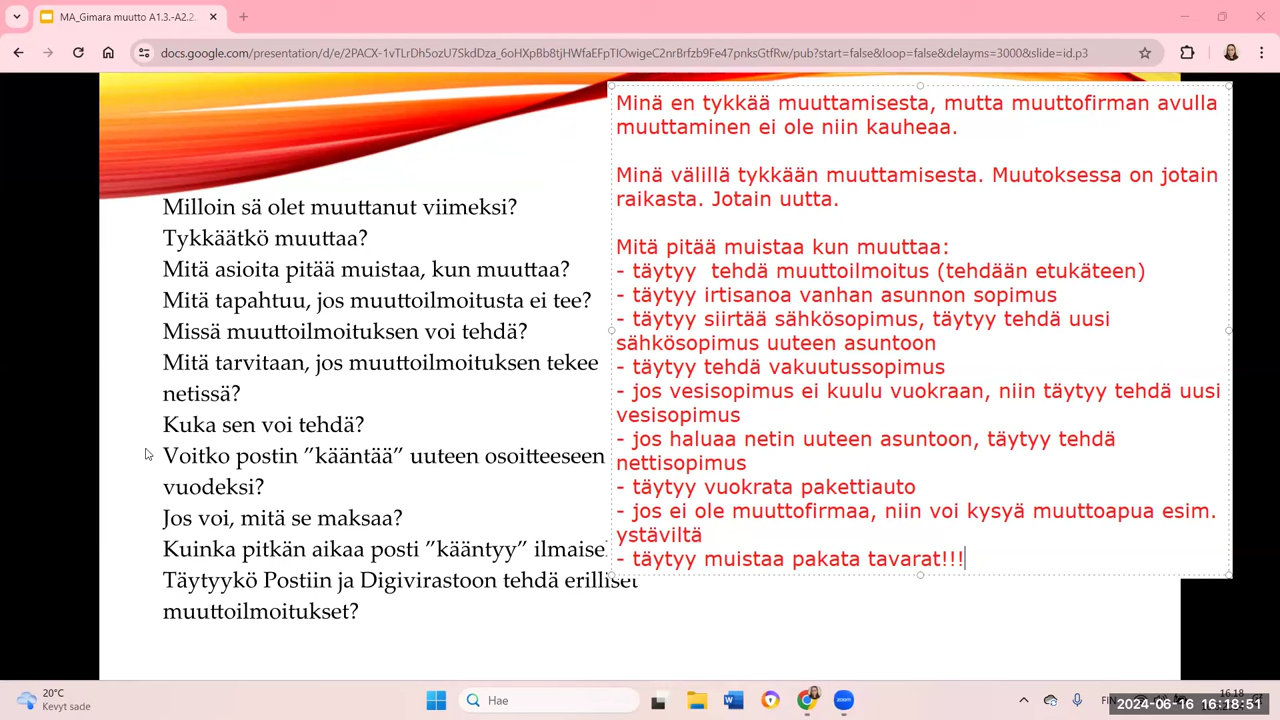 MA_Gimara muutto A1.3.-A2.2.
docs.google.com/presentation/d/e/2PACX-1vTLrDh5ozU7SkdDza_6oHXpBb8tjHWfaEFpTIOwigeC2nrBrfzb9Fe47pnksGtfRw/pub?start=false&loop=false&delayms=3000&slide=id.p3
Milloin sä olet muuttanut viimeksi?
Tykkäätkö muuttaa?
Mitä asioita pitää muistaa, kun muuttaa?
Mitä tapahtuu, jos muuttoilmoitusta ei tee?
Missä muuttoilmoituksen voi tehdä?
Mitä tarvitaan, jos muuttoilmoituksen tekee
netissä?
Kuka sen voi tehdä?
Voitko postin ”kääntää” uuteen osoitteeseen
vuodeksi?
Jos voi, mitä se maksaa?
Kuinka pitkän aikaa posti ”kääntyy”
Täytyykö Postiin ja Digivirastoon tehdä erilliset
muuttoilmoitukset?
Minä en tykkää muuttamisesta, mutta muuttofirman avulla
muuttaminen ei ole niin kauheaa.
Minä välillä tykkään muuttamisesta. Muutoksessa on jotain
raikasta. Jotain uutta.
Mitä pitää muistaa kun muuttaa:
- täytyy tehdä muuttoilmoitus (tehdään etukäteen)
- täytyy irtisanoa vanhan asunnon sopimus
- täytyy siirtää sähkösopimus, täytyy tehdä uusi
sähkösopimus uuteen asuntoon
- täytyy tehdä vakuutussopimus
- jos vesisopimus ei kuulu vuokraan, niin täytyy tehdä uusi
vesisopimus
- jos haluaa netin uuteen asuntoon, täytyy tehdä
nettisopimus
- täytyy vuokrata pakettiauto
- jos ei ole muuttofirmaa, niin voi kysyä muuttoapua esim.
ystäviltä
- täytyy muistaa pakata tavarat!!!
20°C
Kevyt sade
Hae
zoom
FIN
16.18
2024-06-16 16:18:51